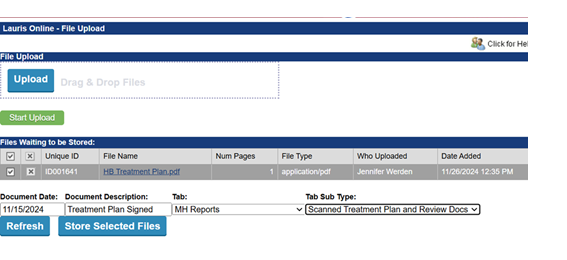 Lauris Online - File Upload
Click for Hel
File Upload
Upload Drag & Drop Files
Start Upload
Files Waiting to be Stored:
Unique ID File Name Num Pages File Type Who Uploaded Date Added
ID001641 HB Treatment Plan.pdf 1 application/pdf Jennifer Werden 11/26/2024 12:35 PM
Document Date: Document Description: Tab: Tab Sub Type:
11/15/2024 Treatment Plan Signed MH Reports Scanned Treatment Plan and Review Docs
Refresh Store Selected Files